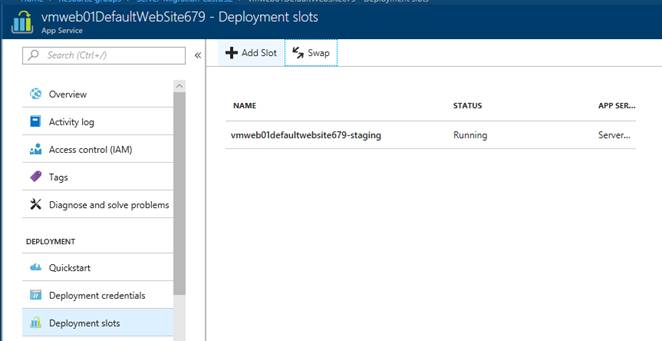 vmweb01DefaultWebSite679 - Deployment slots
App Service
Search (Ctrl+/)
Overview
Activity log
Access control (IAM)
Tags
Diagnose and solve problems
DEPLOYMENT
Quickstart
Deployment credentials
Deployment slots
Add Slot Swap
NAME STATUS APP SER...
vmweb01defaultwebsite679-staging Running Server...